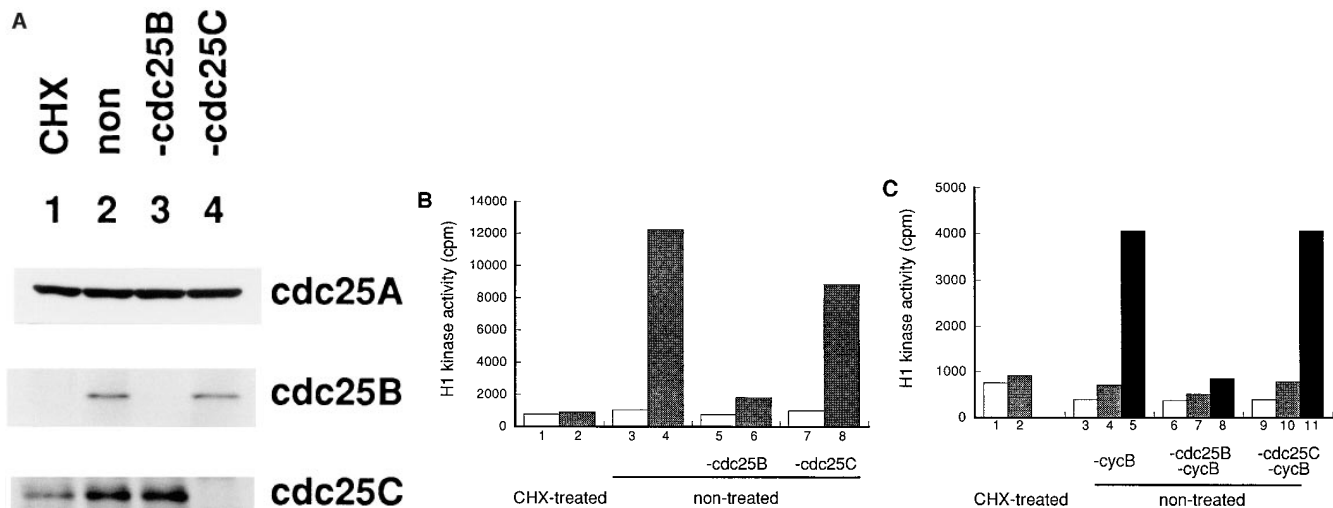 A
CHX
non
-cdc25B
-cdc25C
1 2 3 4
cdc25A
cdc25B
cdc25C
B
H1 kinase activity (cpm)
14000
12000
10000
8000
6000
4000
2000
0
1 2 3 4 5 6 7 8
-cdc25B -cdc25C
CHX-treated non-treated
C
H1 kinase activity (cpm)
5000
4000
3000
2000
1000
0
1 2 3 4 5 6 7 8 9 10 11
-cycB -cdc25B -cdc25C
-cycB -cycB
CHX-treated non-treated